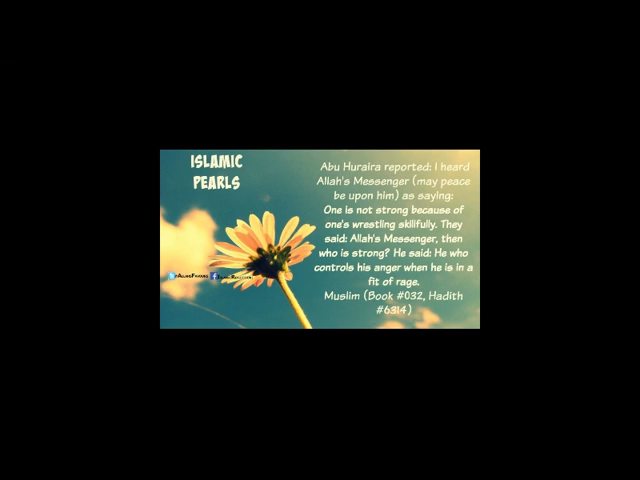 ISLAMIC
PEARLS
Abu Huraira reported: I heard
Allah's Messenger (may peace
be upon him) as saying:
One is not strong because of
one's wrestling skillfully. They
said: Allah's Messenger, then
who is strong? He said: He who
controls his anger when he is in a
fit of rage.
Muslim (Book #032, Hadith
#6314)